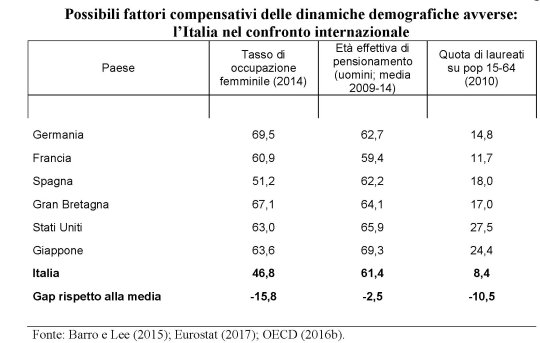 Possibili fattori compensativi delle dinamiche demografiche avverse:
l'Italia nel confronto internazionale
Paese
Tasso di occupazione femminile (2014)
Età effettiva di pensionamento (uomini; media 2009-14)
Quota di laureati su pop 15-64 (2010)
Germania 69,5 62,7 14,8
Francia 60,9 59,4 11,7
Spagna 51,2 62,2 18,0
Gran Bretagna 67,1 64,1 17,0
Stati Uniti 63,0 65,9 27,5
Giappone 63,6 69,3 24,4
Italia 46,8 61,4 8,4
Gap rispetto alla media -15,8 -2,5 -10,5
Fonte: Barro e Lee (2015); Eurostat (2017); OECD (2016b).